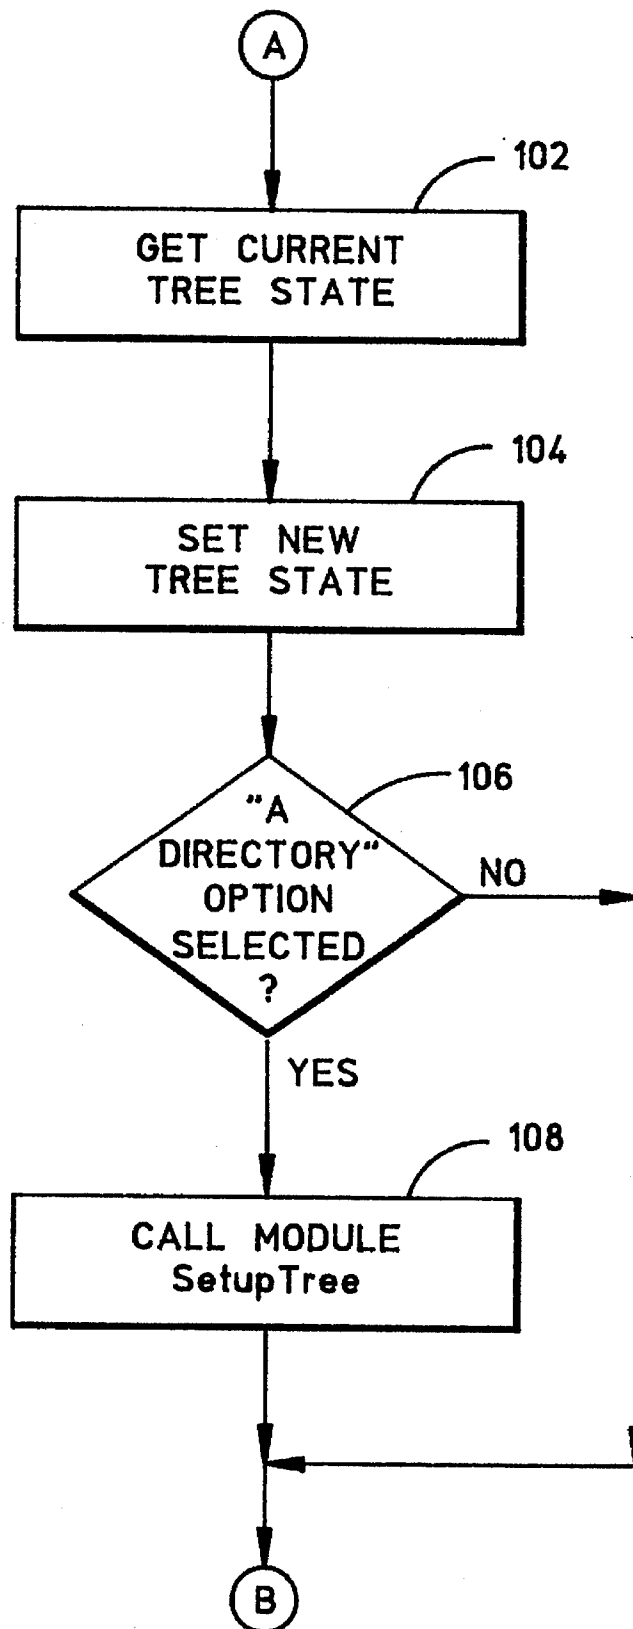 A
102
GET CURRENT
TREE STATE
104
SET NEW
TREE STATE
106
"A
DIRECTORY"
OPTION
SELECTED
?
NO
YES
108
CALL MODULE
SetupTree
B